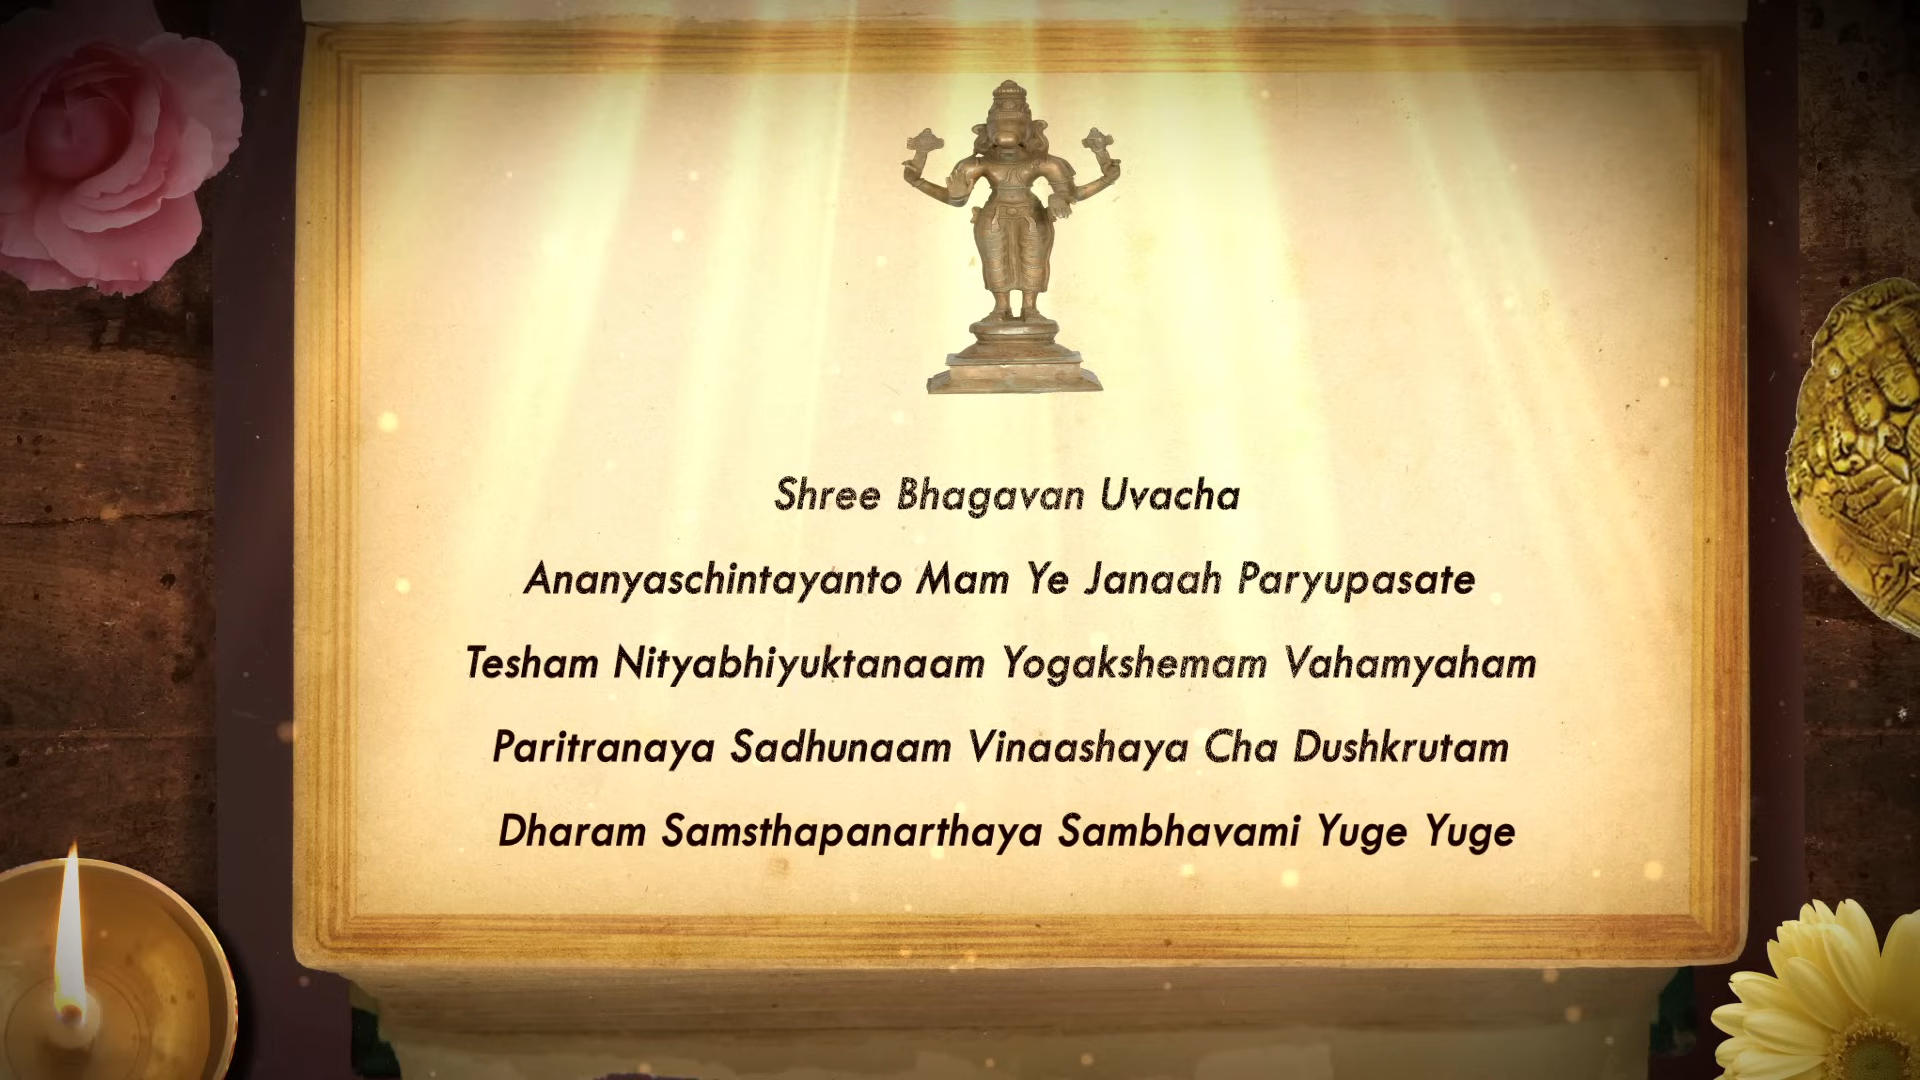 Shree Bhagavan Uvacha
Ananyaschintayanto Mam Ye Janaah Paryupasate
Tesham Nityabhiyuktanaam Yogakshemam Vahamyaham
Paritranaya Sadhunaam Vinaashaya Cha Dushkrutam
Dharam Samsthapanarthaya Sambhavami Yuge Yuge